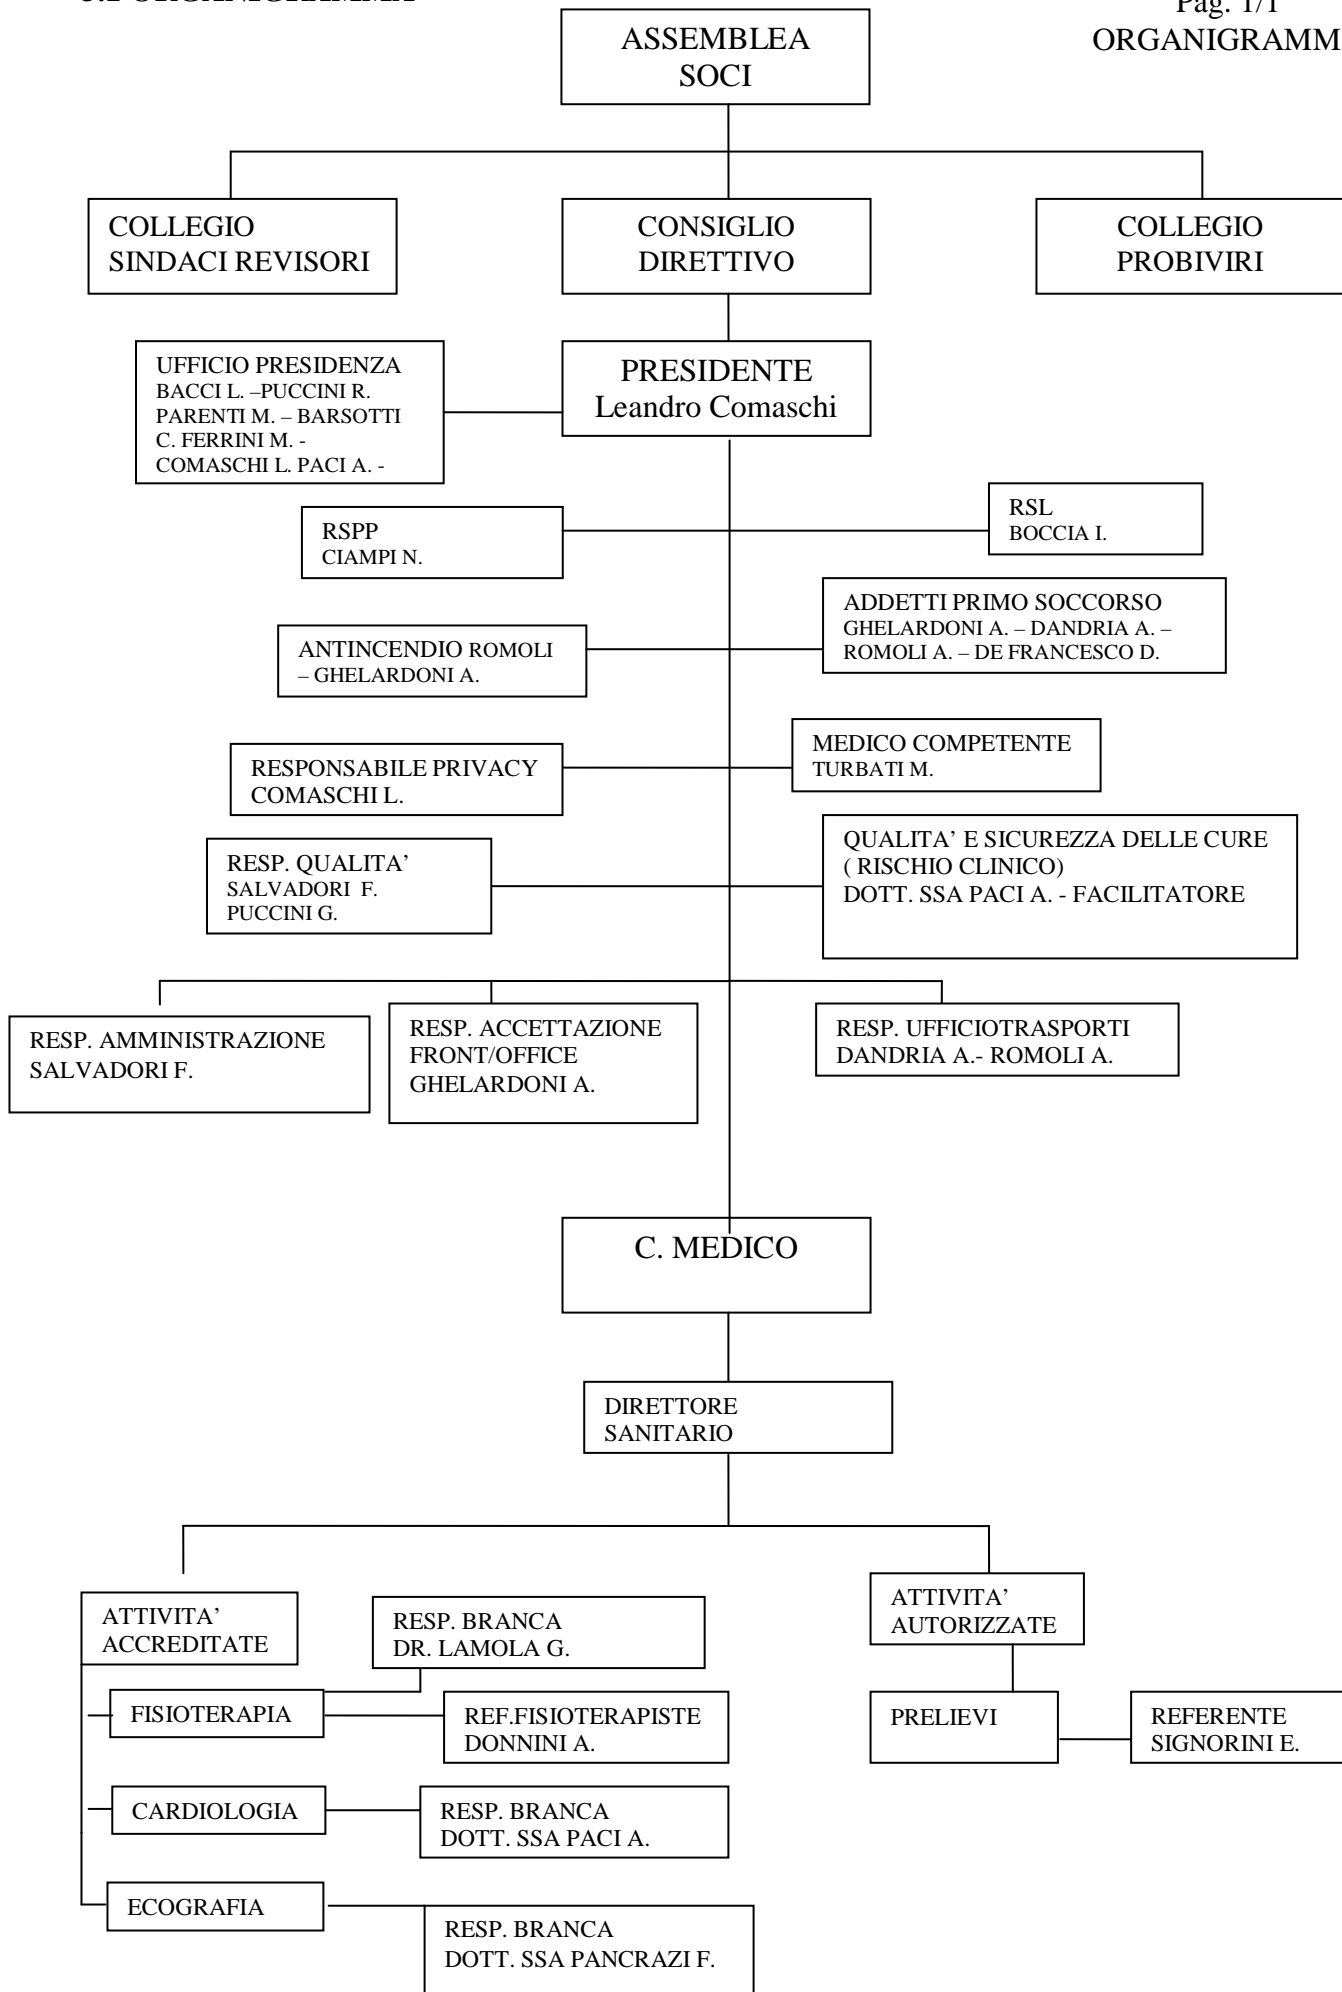 Pag. 1/1
ORGANIGRAMM
ASSEMBLEA
SOCI
COLLEGIO
SINDACI REVISORI
CONSIGLIO
DIRETTIVO
COLLEGIO
PROBIVIRI
UFFICIO PRESIDENZA
BACCI L. –PUCCINI R.
PARENTI M. – BARSOTTI
C. FERRINI M. -
COMASCHI L. PACI A. -
PRESIDENTE
Leandro Comaschi
RSPP
CIAMPI N.
RSL
BOCCIA I.
ANTINCENDIO ROMOLI
– GHELARDONI A.
ADDETTI PRIMO SOCCORSO
GHELARDONI A. – DANDRIA A. –
ROMOLI A. – DE FRANCESCO D.
RESPONSABILE PRIVACY
COMASCHI L.
MEDICO COMPETENTE
TURBATI M.
RESP. QUALITA’
SALVADORI F.
PUCCINI G.
QUALITA’ E SICUREZZA DELLE CURE
( RISCHIO CLINICO)
DOTT. SSA PACI A. - FACILITATORE
RESP. AMMINISTRAZIONE
SALVADORI F.
RESP. ACCETTAZIONE
FRONT/OFFICE
GHELARDONI A.
RESP. UFFICIOTRASPORTI
DANDRIA A.- ROMOLI A.
C. MEDICO
DIRETTORE
SANITARIO
ATTIVITA’
ACCREDITATE
RESP. BRANCA
DR. LAMOLA G.
FISIOTERAPIA
REF.FISIOTERAPISTE
DONNINI A.
CARDIOLOGIA
RESP. BRANCA
DOTT. SSA PACI A.
ECOGRAFIA
RESP. BRANCA
DOTT. SSA PANCRAZI F.
ATTIVITA’
AUTORIZZATE
PRELIEVI
REFERENTE
SIGNORINI E.